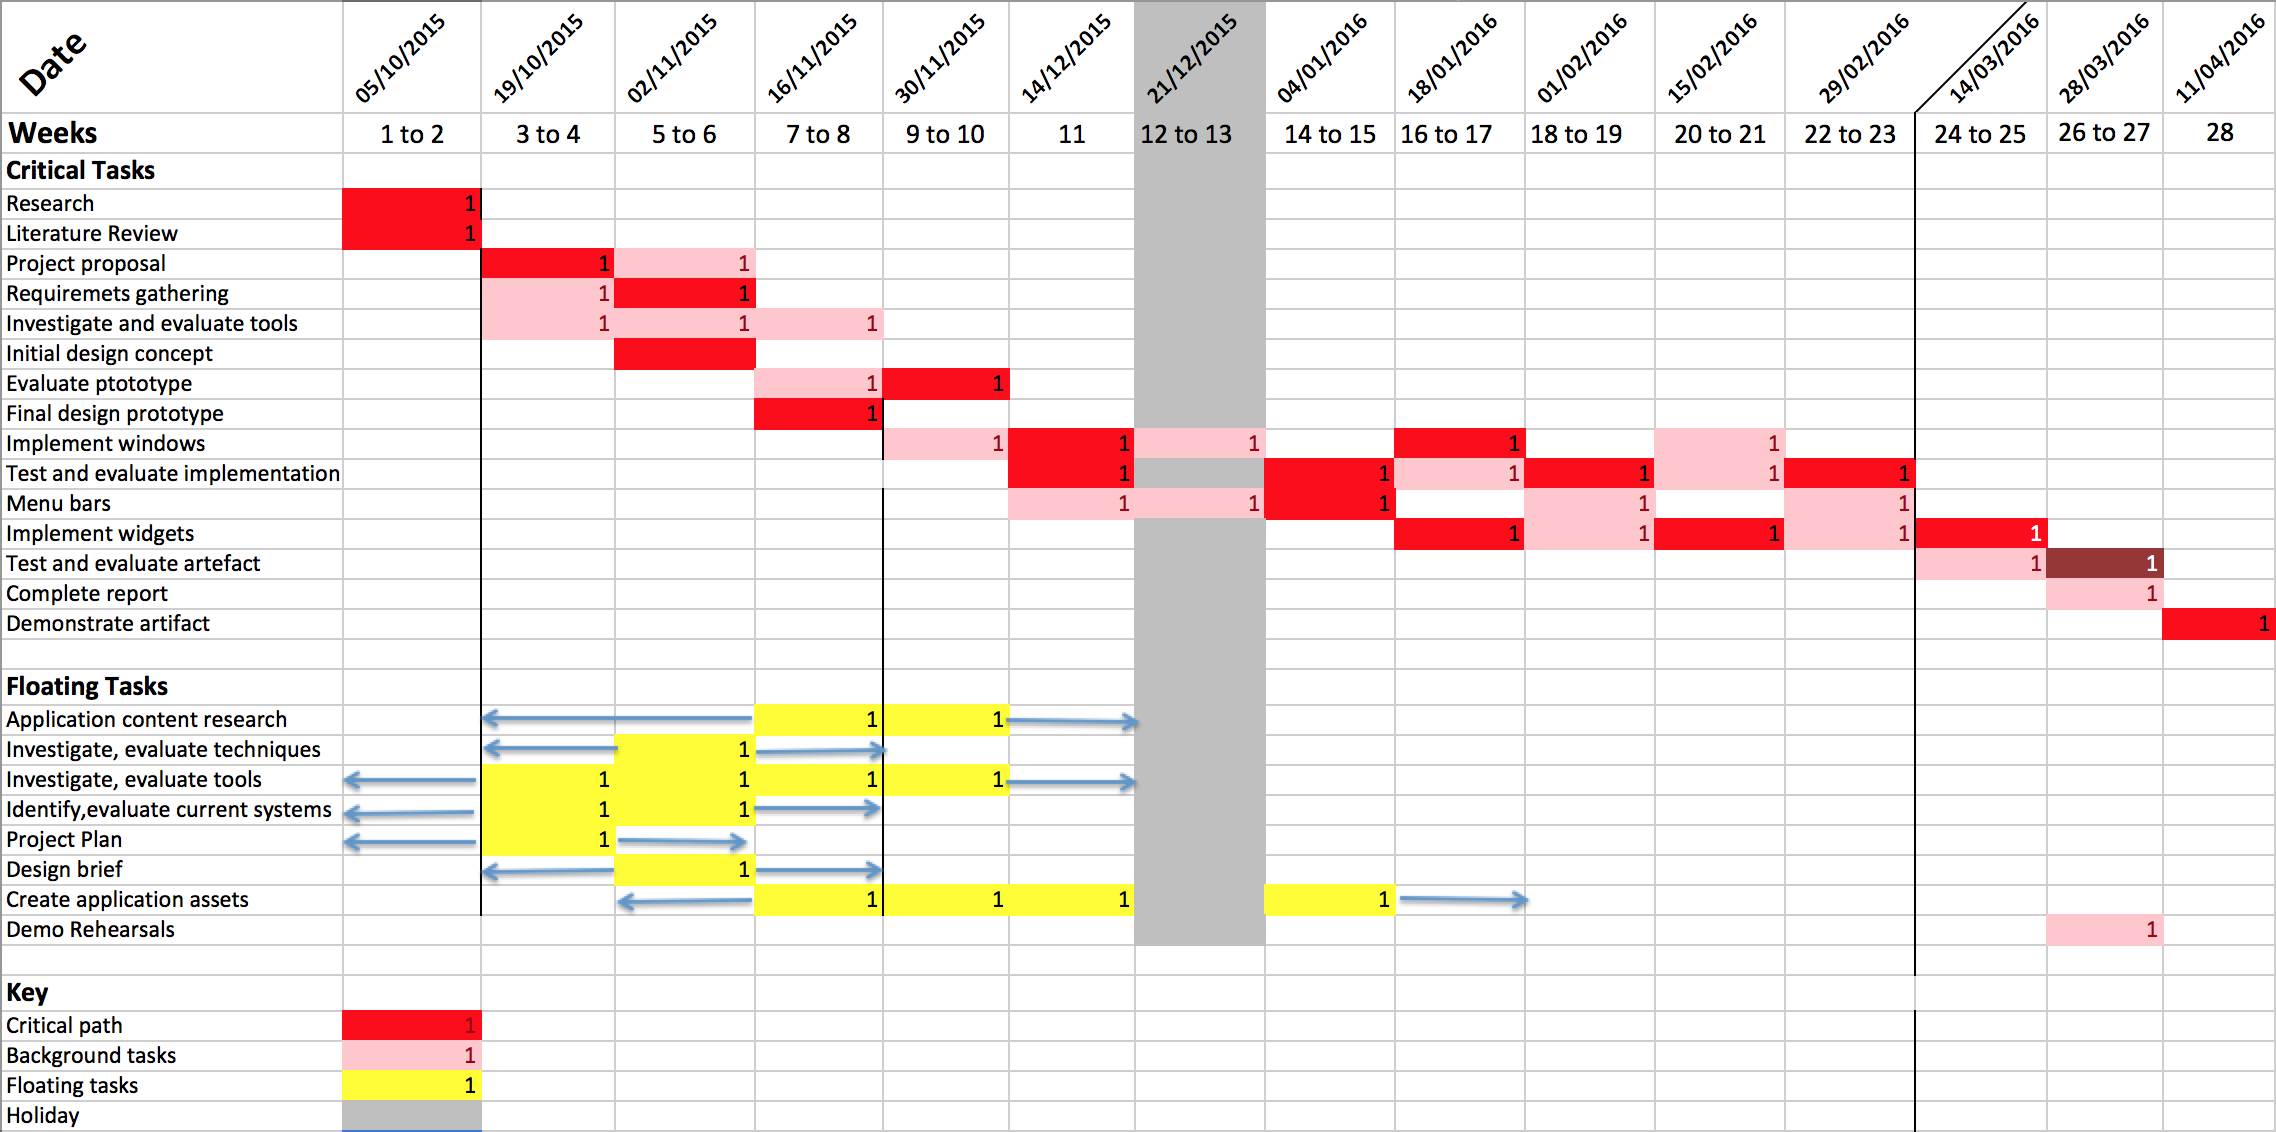 Date 05/10/2015 19/10/2015 02/11/2015 16/11/2015 30/11/2015 14/12/2015 21/12/2015 04/01/2016 18/01/2016 01/02/2016 15/02/2016 29/02/2016 14/03/2016 28/03/2016 11/04/2016
Weeks 1 to 2 3 to 4 5 to 6 7 to 8 9 to 10 11 12 to 13 14 to 15 16 to 17 18 to 19 20 to 21 22 to 23 24 to 25 26 to 27 28
Critical Tasks
Research 1
Literature Review 1
Project proposal 1 1
Requiremets gathering 1 1
Investigate and evaluate tools 1 1 1
Initial design concept
Evaluate ptototype 1 1
Final design prototype 1
Implement windows 1 1 1 1 1
Test and evaluate implementation 1 1 1 1 1 1
Menu bars 1 1 1 1 1
Implement widgets 1 1 1 1 1
Test and evaluate artefact 1 1
Complete report 1
Demonstrate artifact 1
Floating Tasks
Application content research 1 1
Investigate, evaluate techniques 1
Investigate, evaluate tools 1 1 1 1
Identify,evaluate current systems 1 1
Project Plan 1
Design brief 1
Create application assets 1 1 1 1
Demo Rehearsals 1
Key
Critical path 1
Background tasks 1
Floating tasks 1
Holiday